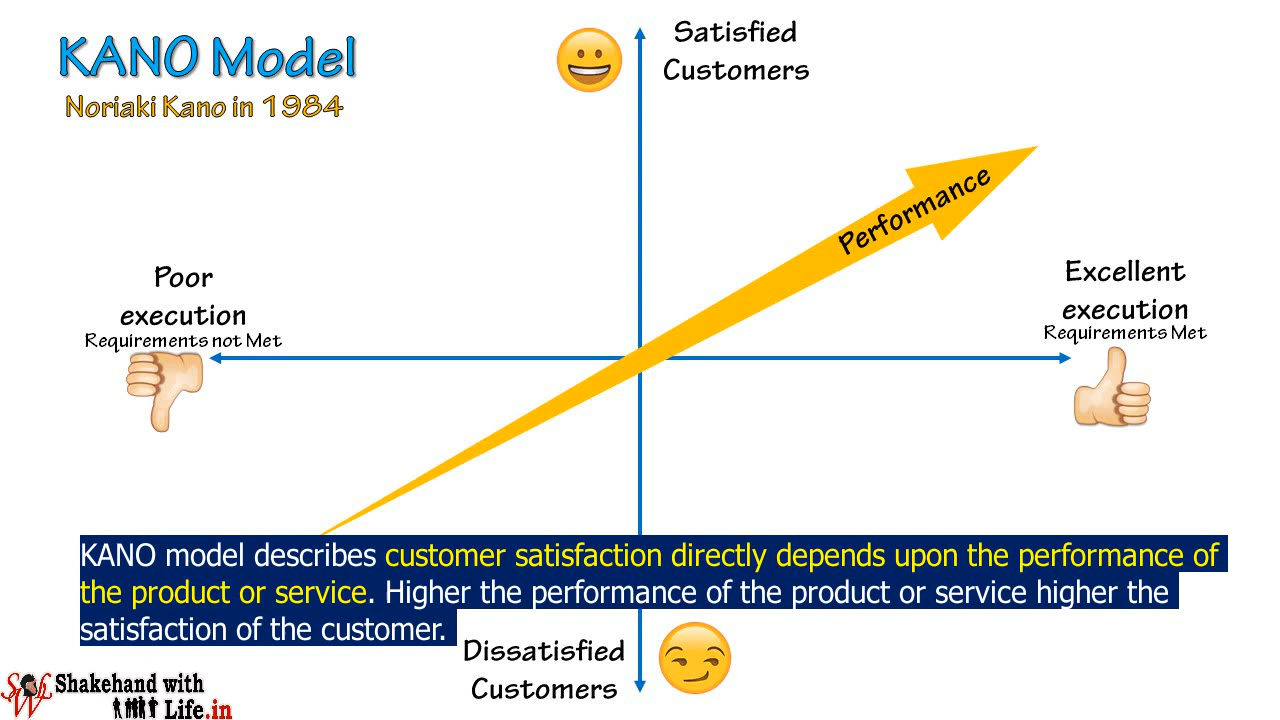 KANO Model
Noriaki Kano in 1984
Satisfied
Customers
Performance
Poor
execution
Requirements not Met
Excellent
execution
Requirements Met
KANO model describes customer satisfaction directly depends upon the performance of
the product or service. Higher the performance of the product or service higher the
satisfaction of the customer.
Dissatisfied
Customers
SWL
Shakehand with
Life.in